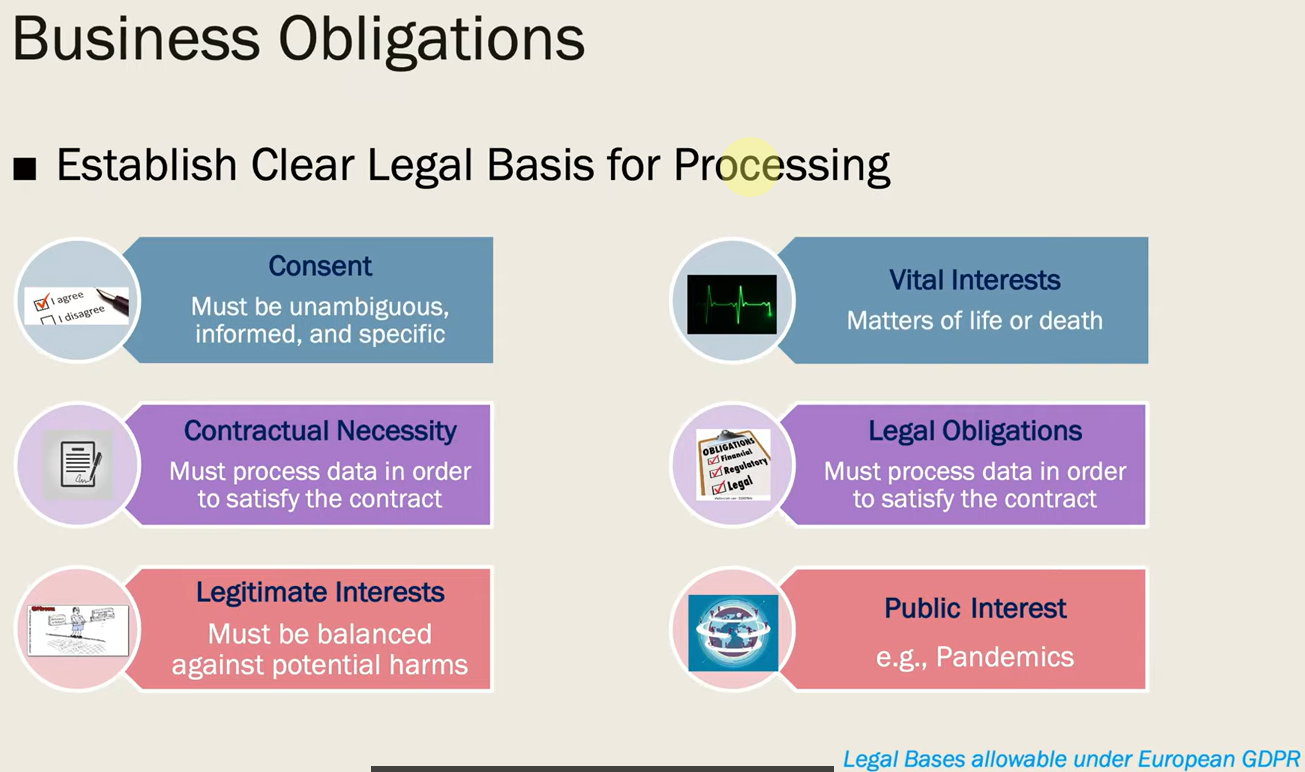 Business Obligations
■ Establish Clear Legal Basis for Processing
I agree
I disagree
Consent
Must be unambiguous,
informed, and specific
Vital Interests
Matters of life or death
Contractual Necessity
Must process data in order
to satisfy the contract
OBLIGATIONS
Financial
Regulatory
Legal
Legal Obligations
Must process data in order
to satisfy the contract
Legitimate Interests
Must be balanced
against potential harms
Public Interest
e.g., Pandemics
Legal Bases allowable under European GDPR